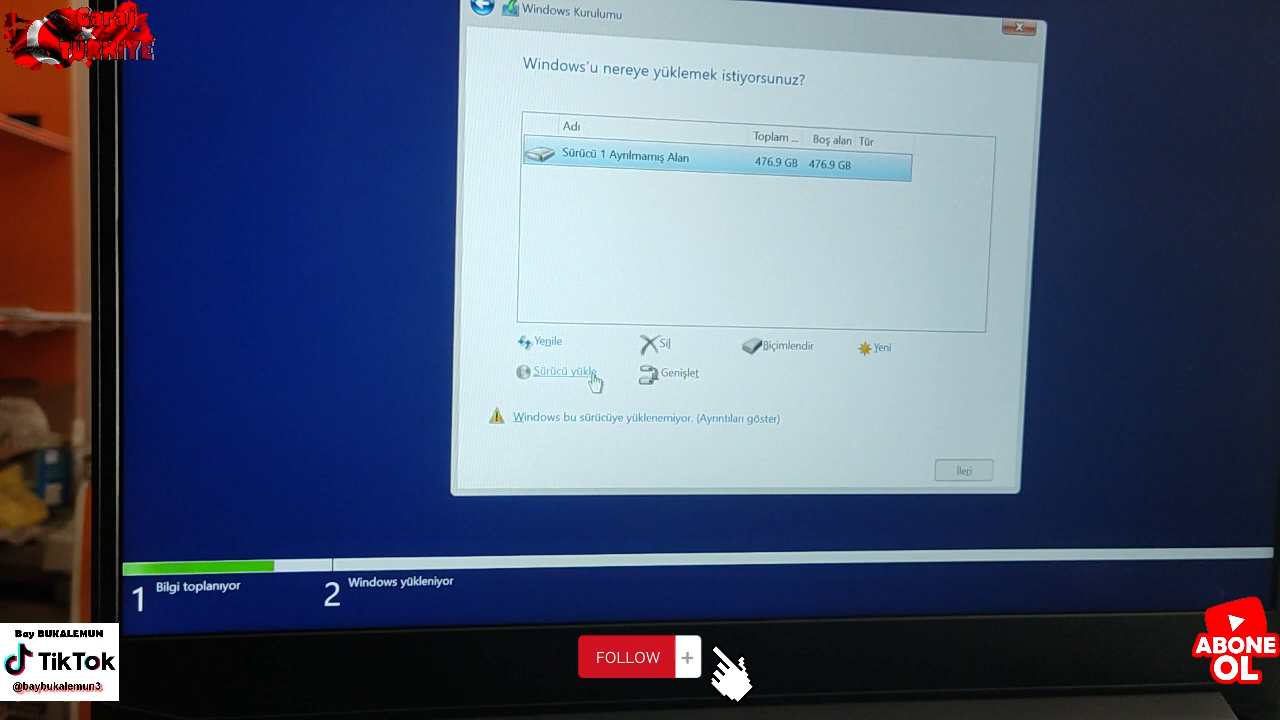 Garaj
TÜRKİYE
Windows Kurulumu
Windows'u nereye yüklemek istiyorsunuz?
Adı Toplam ... Boş alan Tür
Sürücü 1 Ayrılmamış Alan 476.9 GB 476.9 GB
Yenile Sil Biçimlendir Yeni
Sürücü yükle Genişlet
Windows bu sürücüye yüklenemiyor. (Ayrıntıları göster)
İleri
1 Bilgi toplanıyor 2 Windows yükleniyor
Bay BUKALEMUN
TikTok
@baybukalemun3
FOLLOW +
ABONE
OL